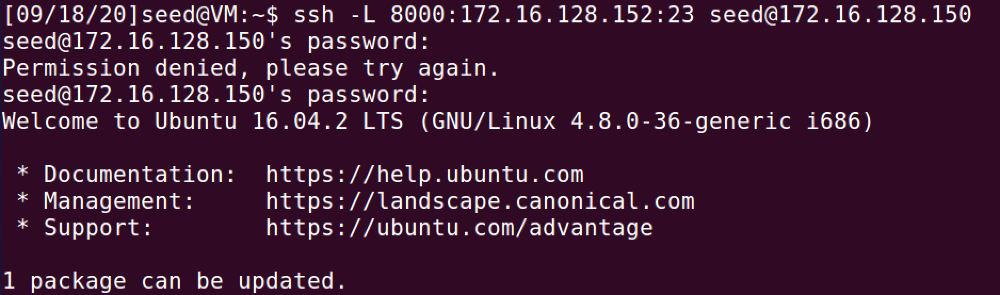 [09/18/20]seed@VM:~$ ssh -L 8000:172.16.128.152:23 seed@172.16.128.150
seed@172.16.128.150's password:
Permission denied, please try again.
seed@172.16.128.150's password:
Welcome to Ubuntu 16.04.2 LTS (GNU/Linux 4.8.0-36-generic i686)
* Documentation:  https://help.ubuntu.com
* Management:     https://landscape.canonical.com
* Support:        https://ubuntu.com/advantage
1 package can be updated.